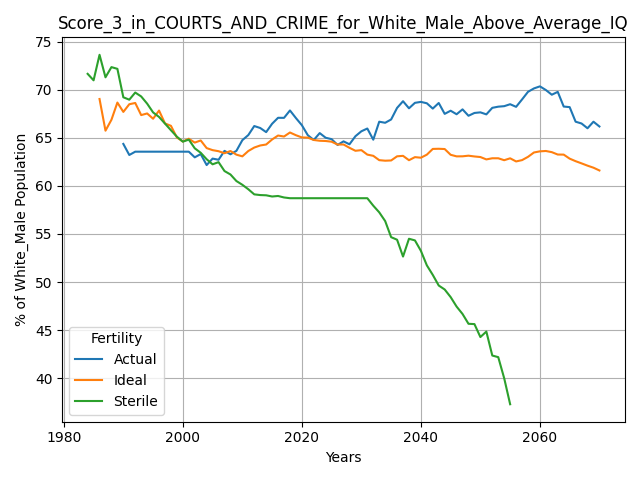 Score_3_in_COURTS_AND_CRIME_for_White_Male_Above_Average_IQ
% of White_Male Population
75
70
65
60
55
50
45
40
Fertility
Actual
Ideal
Sterile
1980 2000 2020 2040 2060
Years